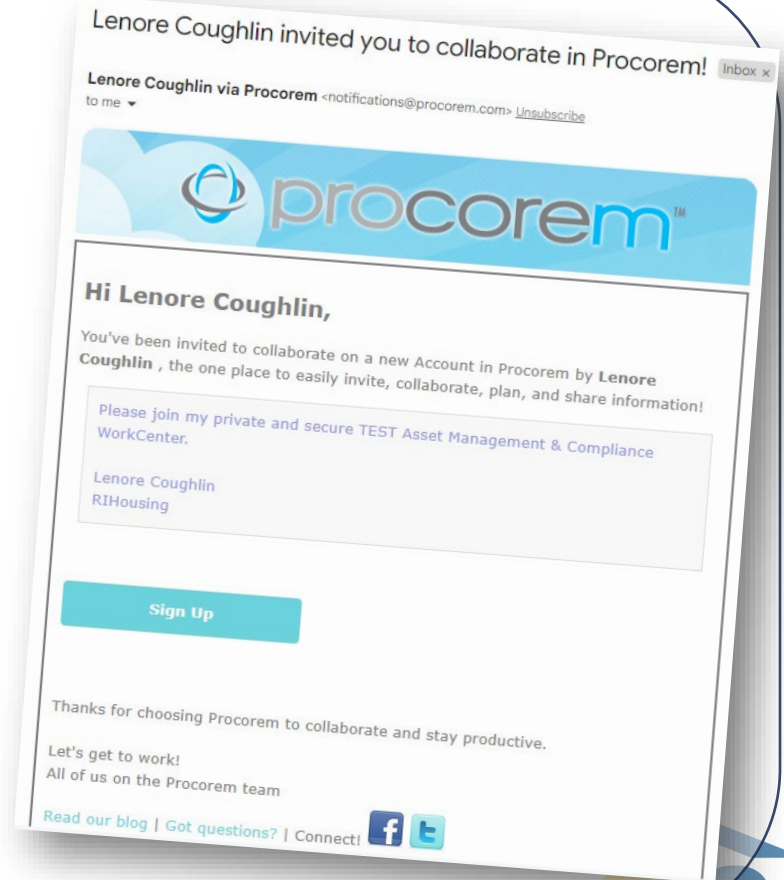 Lenore Coughlin invited you to collaborate in Procorem! Inbox ×
Lenore Coughlin via Procorem <notifications@procorem.com> Unsubscribe
to me
procorem™
Hi Lenore Coughlin,
You've been invited to collaborate on a new Account in Procorem by Lenore
Coughlin , the one place to easily invite, collaborate, plan, and share information!
Please join my private and secure TEST Asset Management & Compliance
WorkCenter.
Lenore Coughlin
RIHousing
Sign Up
Thanks for choosing Procorem to collaborate and stay productive.
Let's get to work!
All of us on the Procorem team
Read our blog | Got questions? | Connect! f t